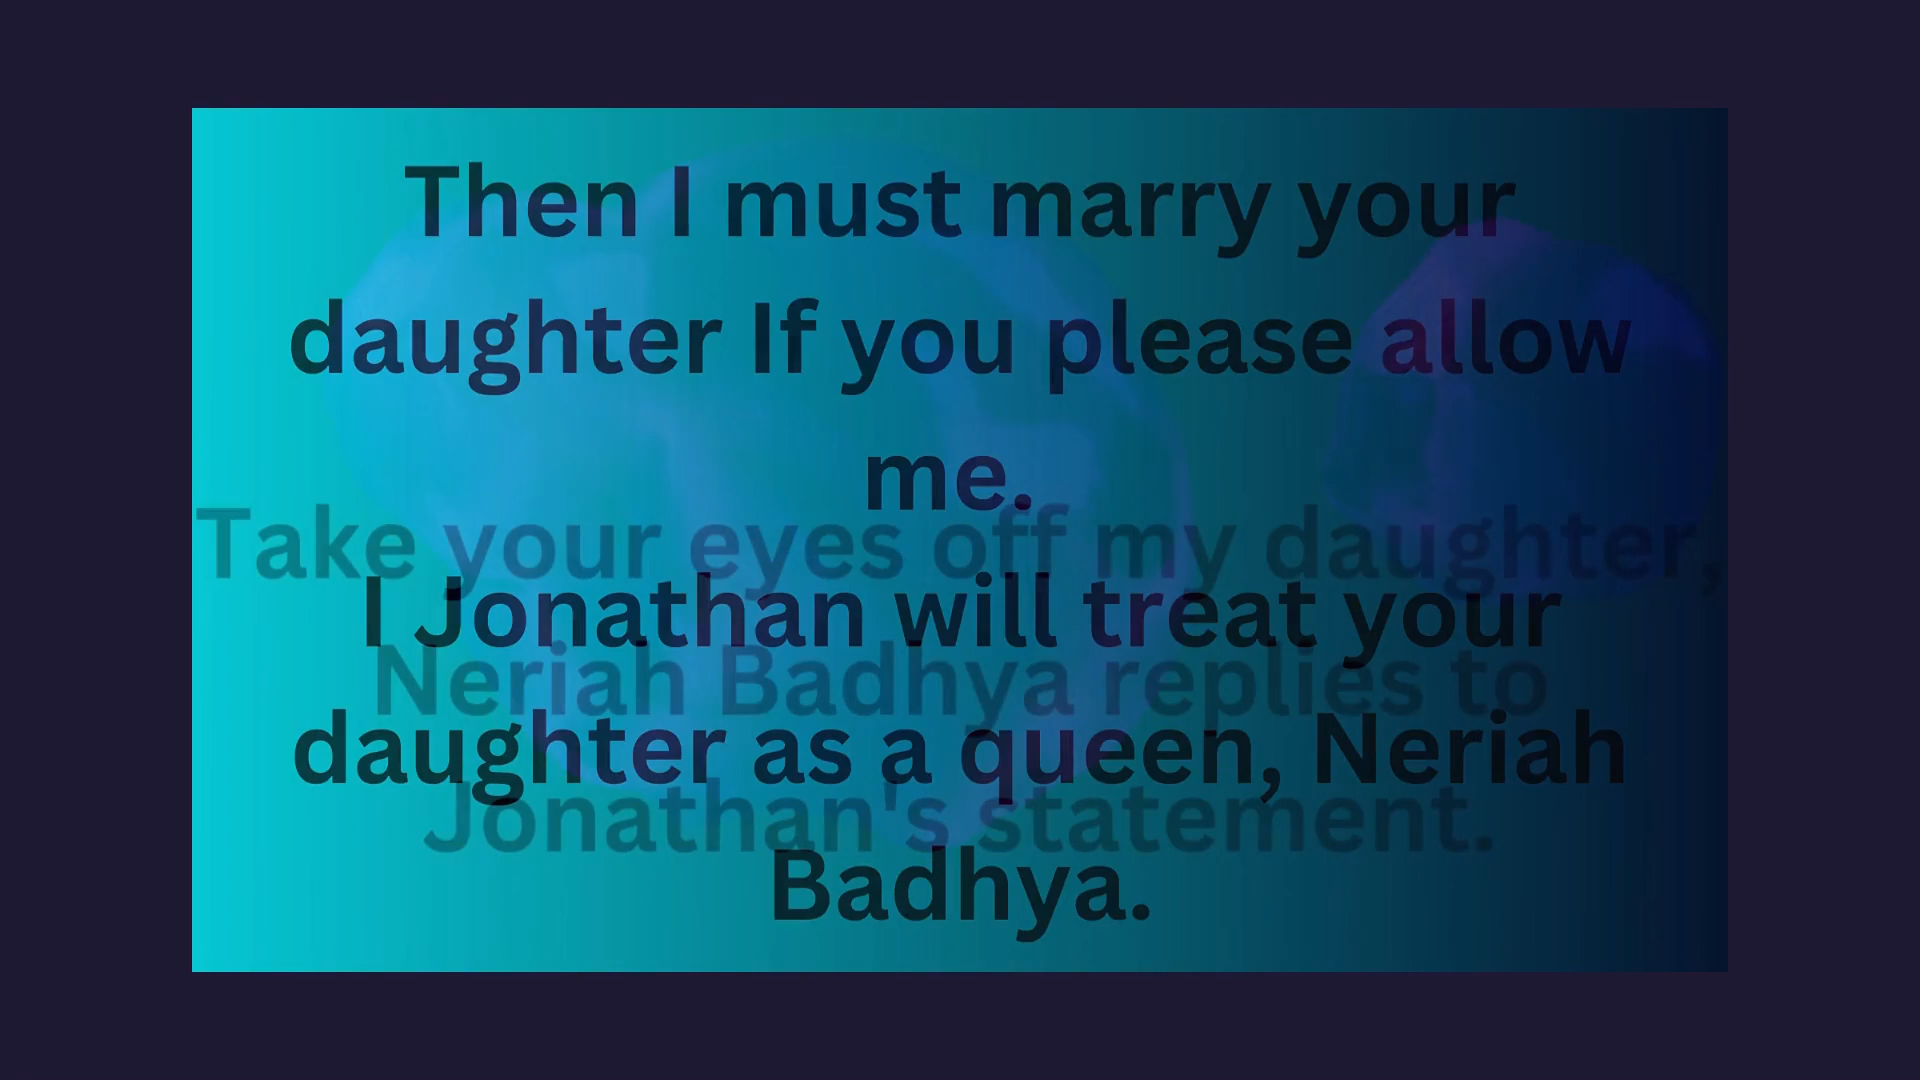 Then I must marry your
daughter If you please allow
me.
I Jonathan will treat your
daughter as a queen, Neriah
Badhya.
Take your eyes off my daughter,
Neriah Badhya replies to
Jonathan's statement.